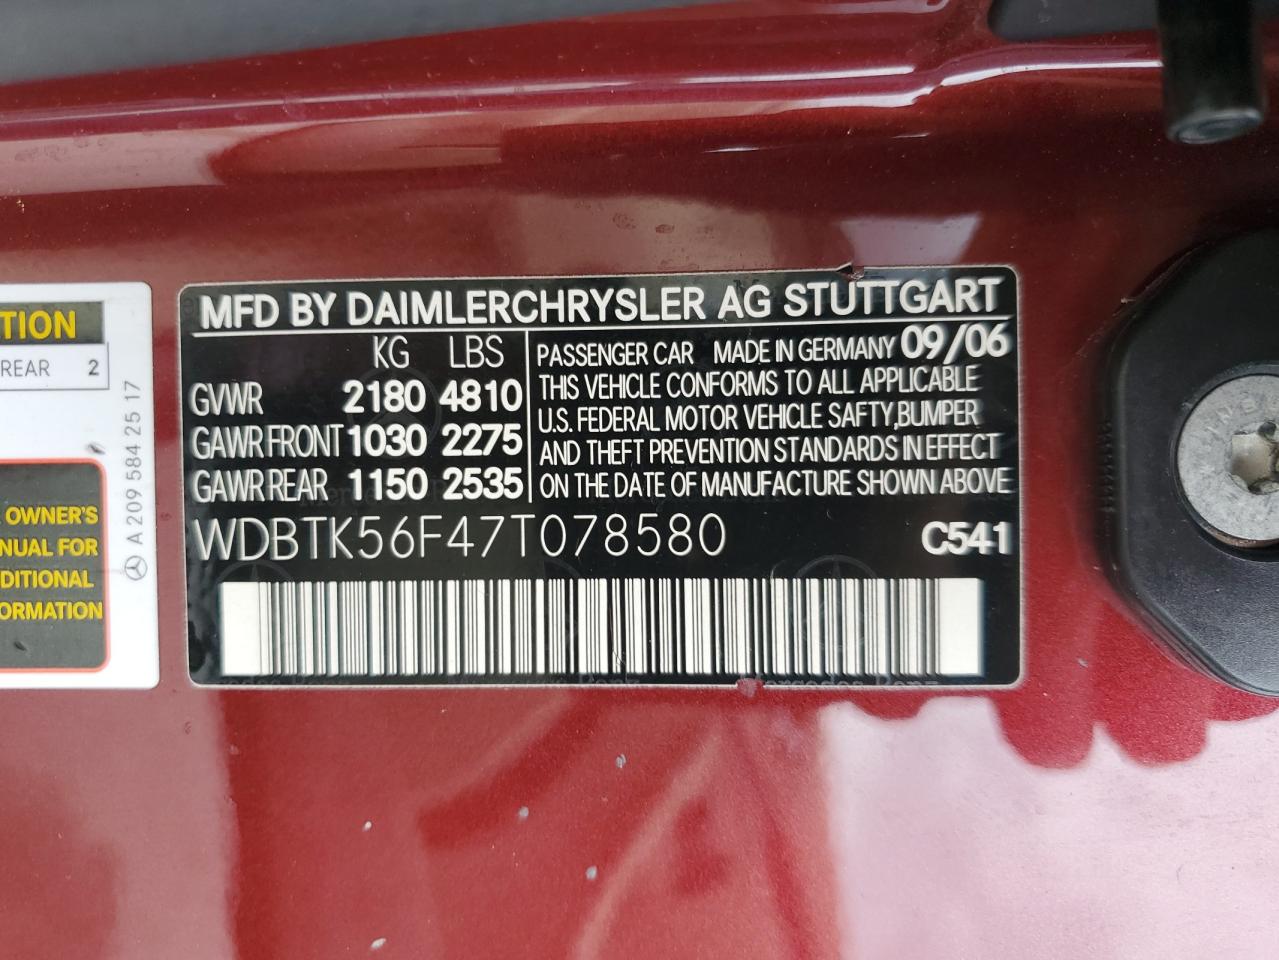 MFD BY DAIMLERCHRYSLER AG STUTTGART
KG LBS
GVWR 2180 4810
GAWR FRONT 1030 2275
GAWR REAR 1150 2535
PASSENGER CAR MADE IN GERMANY 09/06
THIS VEHICLE CONFORMS TO ALL APPLICABLE
U.S. FEDERAL MOTOR VEHICLE SAFTY,BUMPER
AND THEFT PREVENTION STANDARDS IN EFFECT
ON THE DATE OF MANUFACTURE SHOWN ABOVE
WDBTK56F47T078580 C541
TION
REAR 2
OWNER'S
NUAL FOR
DITIONAL
ORMATION
A 209 584 25 17